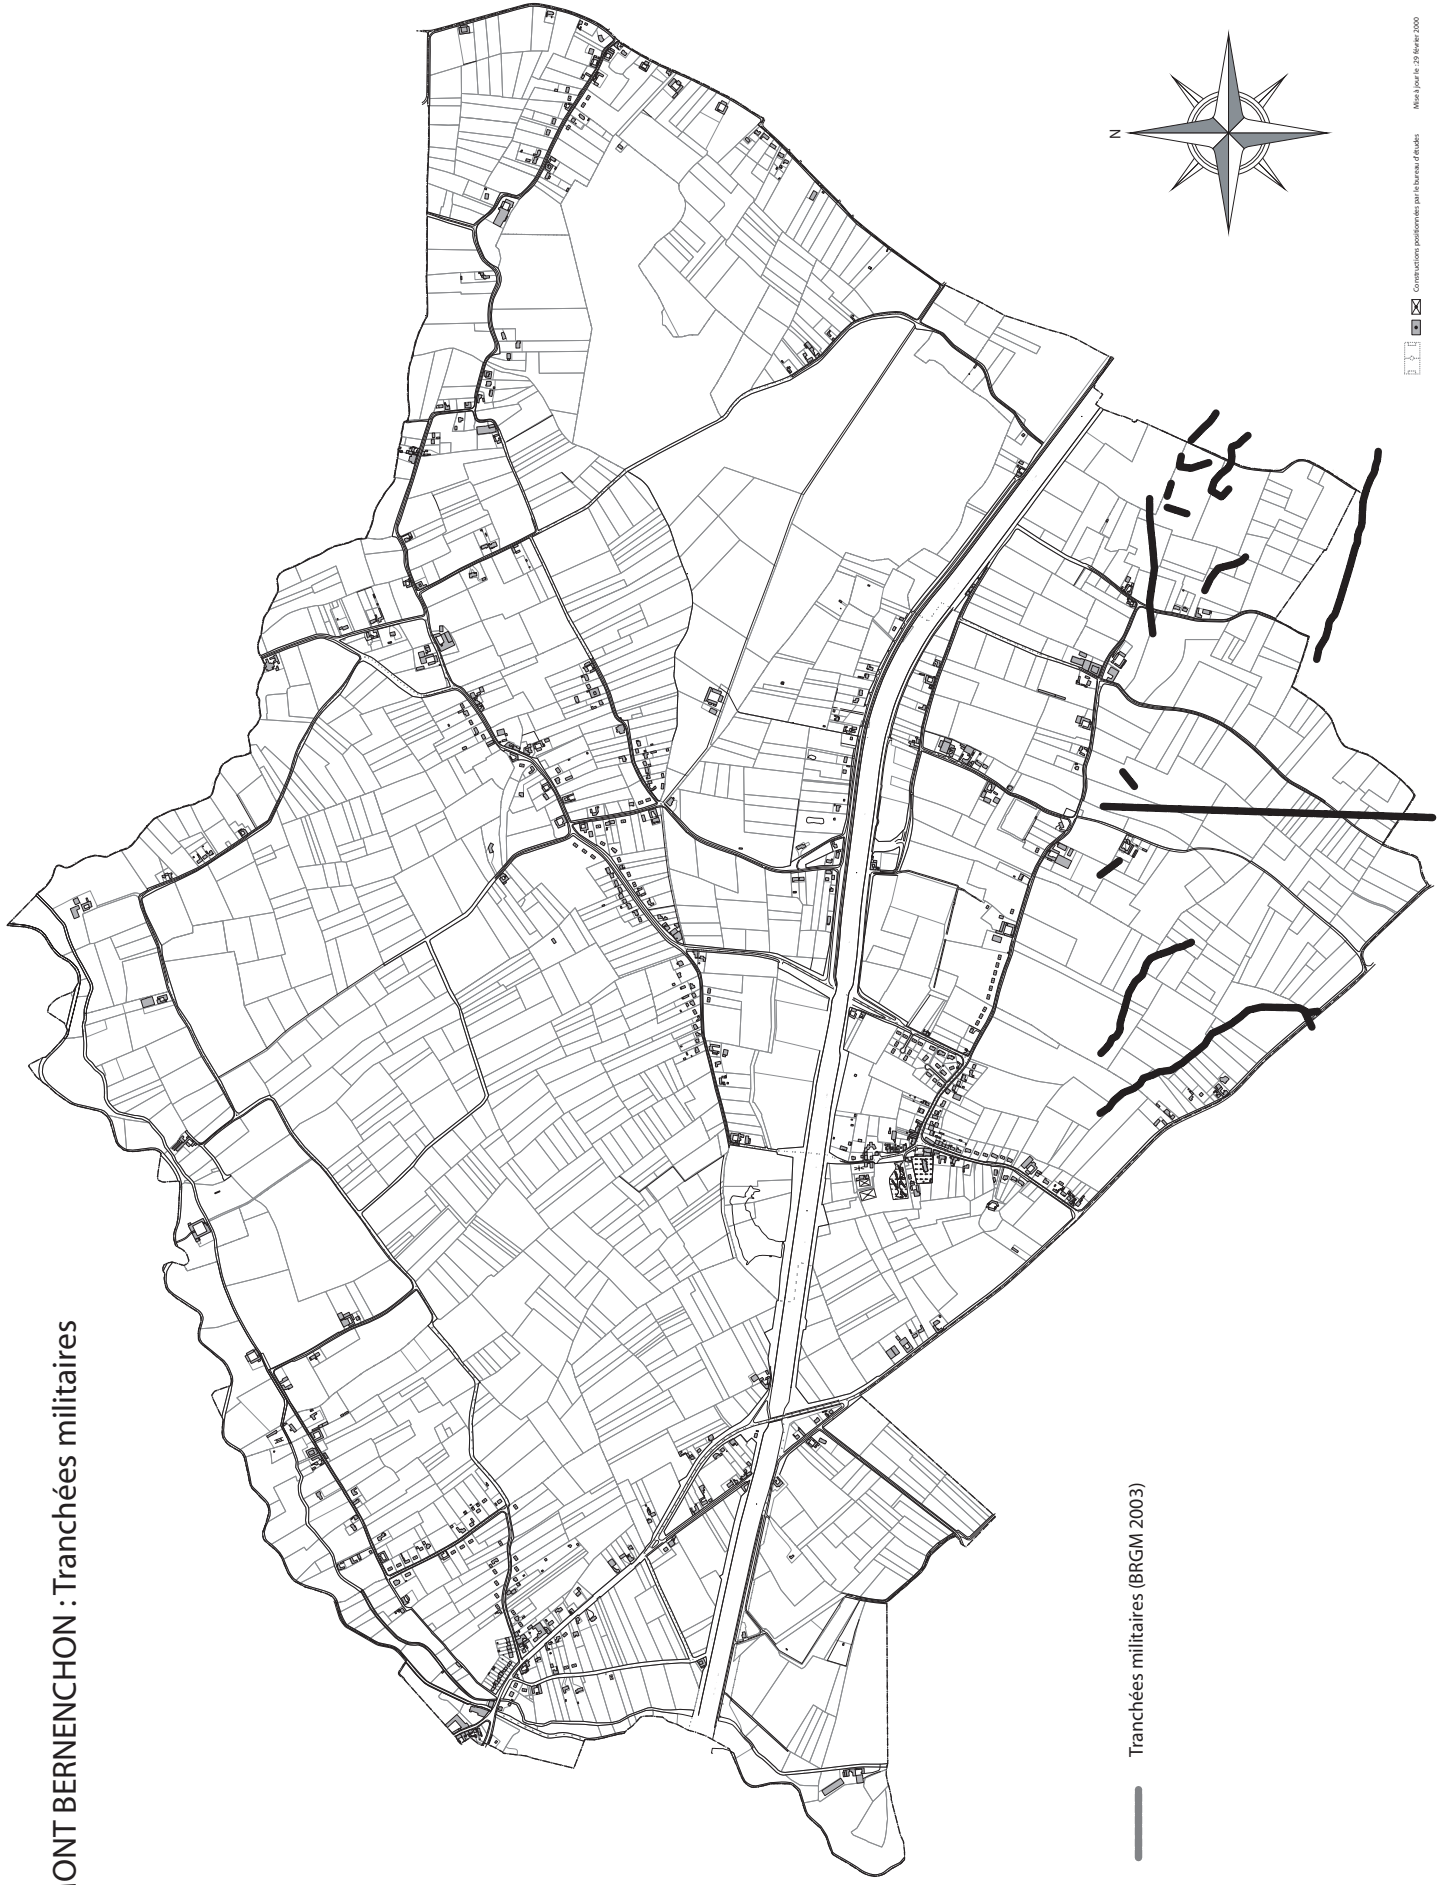 ONT BERNENCHON : Tranchées militaires
Tranchées militaires (BRGM 2003)
N
Constructions positionnées par le bureau d'études
Mise à jour le : 29 février 2000